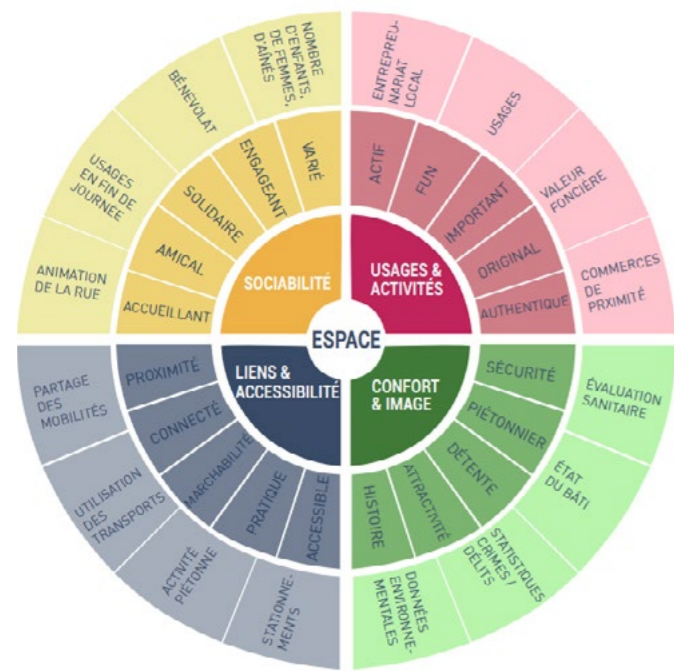 NOMBRE
D'ENFANTS,
DE FEMMES,
D'AÎNÉS
BÉNÉVOLAT
USAGES
EN FIN DE
JOURNÉE
ANIMATION
DE LA RUE
VARIÉ
ENGAGEANT
SOLIDAIRE
AMICAL
ACCUEILLANT
SOCIABILITÉ
ENTREPREU-
NARIAT
LOCAL
USAGES
VALEUR
FONCIÈRE
COMMERCES
DE
PRXIMITÉ
ACTIF
FUN
IMPORTANT
ORIGINAL
AUTHENTIQUE
USAGES &
ACTIVITÉS
ESPACE
LIENS &
ACCESSIBILITÉ
PROXIMITÉ
CONNECTÉ
MARCHABILITÉ
PRATIQUE
ACCESSIBLE
PARTAGE
DES
MOBILITÉS
UTILISATION
DES
TRANSPORTS
ACTIVITÉ
PIÉTONNE
STATIONNE-
MENTS
CONFORT
& IMAGE
SÉCURITÉ
PIÉTONNIER
DÉTENTE
ATTRACTIVITÉ
HISTOIRE
ÉVALUATION
SANITAIRE
ÉTAT
DU BÂTI
STATISTIQUES
CRIMES /
DÉLITS
DONNÉES
ENVIRONNE-
MENTALES